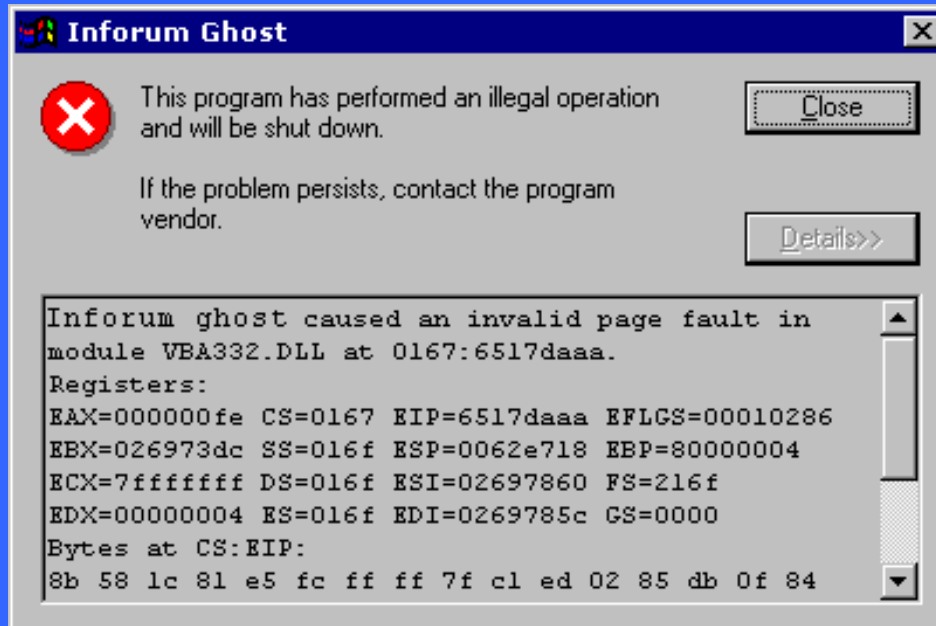 Inforum Ghost
This program has performed an illegal operation
and will be shut down.
Close
If the problem persists, contact the program
vendor.
Details>>
Inforum ghost caused an invalid page fault in
module VBA332.DLL at 0167:6517daaa.
Registers:
EAX=000000fe CS=0167 EIP=6517daaa EFLGS=00010286
EBX=026973dc SS=016f ESP=0062e718 EBP=80000004
ECX=7fffffff DS=016f ESI=02697860 FS=216f
EDX=00000004 ES=016f EDI=0269785c GS=0000
Bytes at CS:EIP:
8b 58 1c 81 e5 fc ff ff 7f c1 ed 02 85 db 0f 84